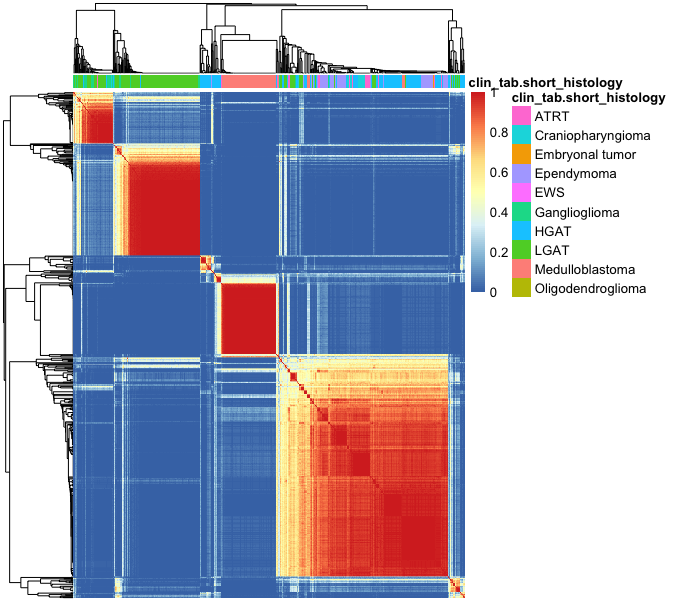 clin_tab.short_histology
1
clin_tab.short_histology
ATRT
0.8
Craniopharyngioma
Embryonal tumor
0.6
Ependymoma
EWS
0.4
Ganglioglioma
HGAT
0.2
LGAT
Medulloblastoma
0
Oligodendroglioma